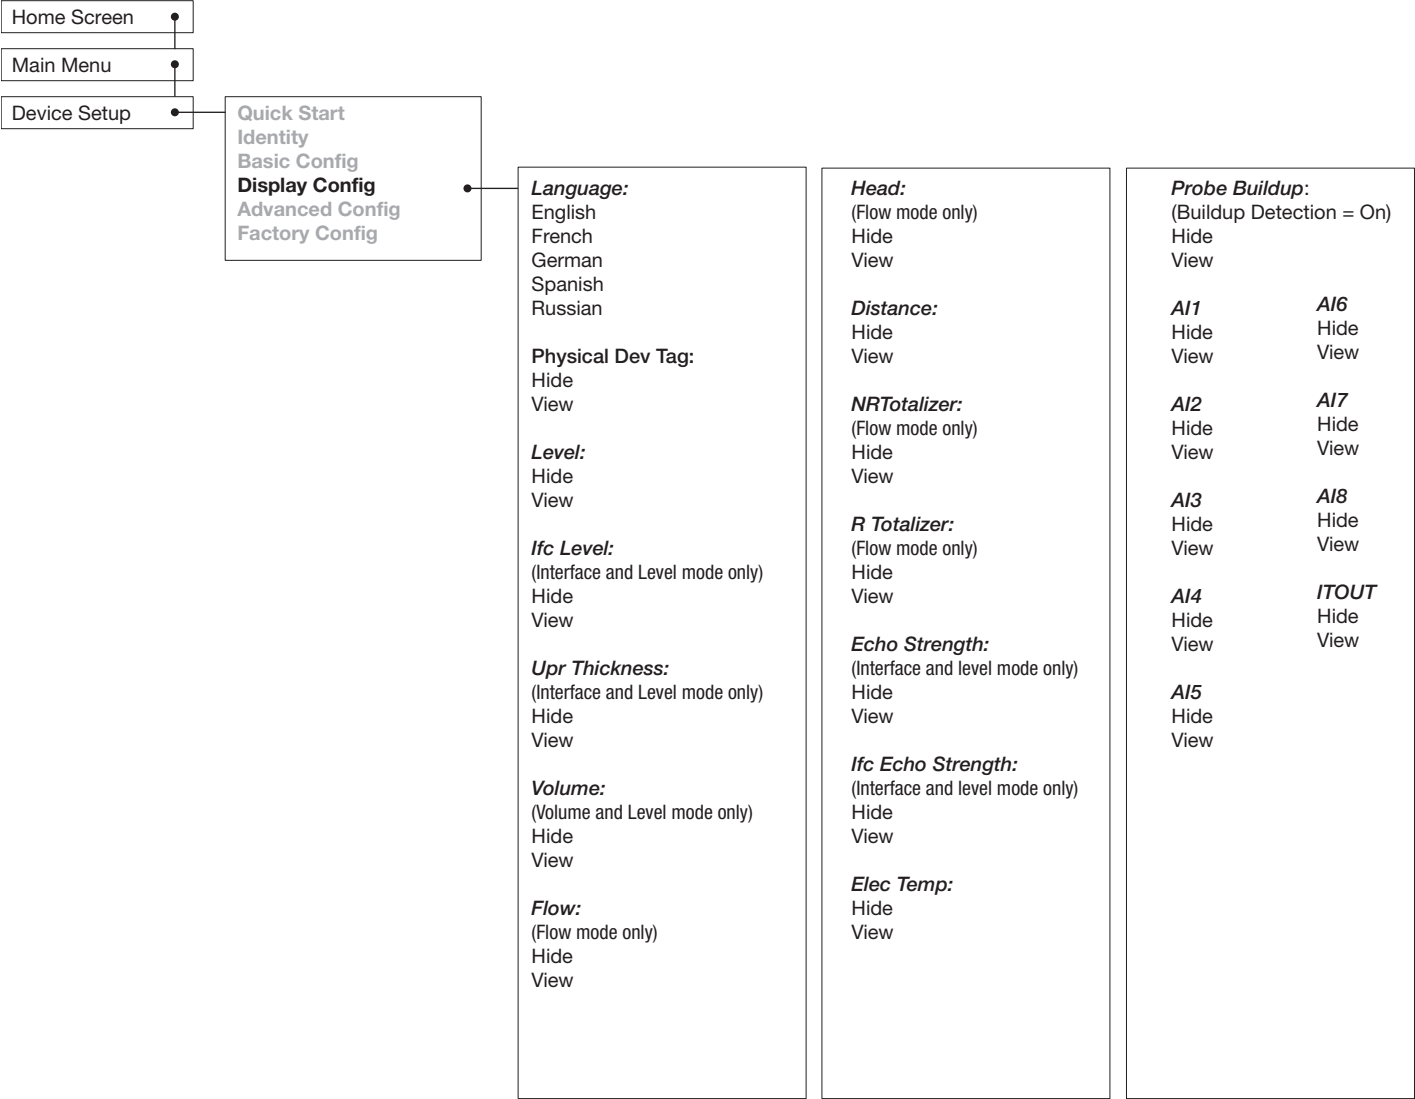 Home Screen
Main Menu
Device Setup
Quick Start
Identity
Basic Config
Display Config
Advanced Config
Factory Config
Language:
English
French
German
Spanish
Russian
Physical Dev Tag:
Hide
View
Level:
Hide
View
Ifc Level:
(Interface and Level mode only)
Hide
View
Upr Thickness:
(Interface and Level mode only)
Hide
View
Volume:
(Volume and Level mode only)
Hide
View
Flow:
(Flow mode only)
Hide
View
Head:
(Flow mode only)
Hide
View
Distance:
Hide
View
NRTotalizer:
(Flow mode only)
Hide
View
R Totalizer:
(Flow mode only)
Hide
View
Echo Strength:
(Interface and level mode only)
Hide
View
Ifc Echo Strength:
(Interface and level mode only)
Hide
View
Elec Temp:
Hide
View
Probe Buildup:
(Buildup Detection = On)
Hide
View
AI1
Hide
View
AI2
Hide
View
AI3
Hide
View
AI4
Hide
View
AI5
Hide
View
AI6
Hide
View
AI7
Hide
View
AI8
Hide
View
ITOUT
Hide
View